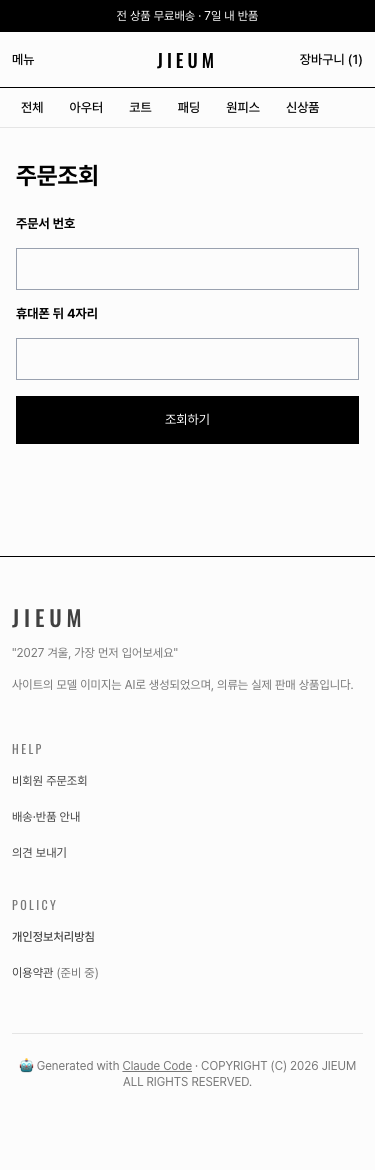 전 상품 무료배송 · 7일 내 반품
메뉴
JIEUM
장바구니 (1)
전체 아우터 코트 패딩 원피스 신상품
주문조회
주문서 번호
휴대폰 뒤 4자리
조회하기
JIEUM
"2027 겨울, 가장 먼저 입어보세요"
사이트의 모델 이미지는 AI로 생성되었으며, 의류는 실제 판매 상품입니다.
HELP
비회원 주문조회
배송·반품 안내
의견 보내기
POLICY
개인정보처리방침
이용약관 (준비 중)
🤖 Generated with Claude Code · COPYRIGHT (C) 2026 JIEUM
ALL RIGHTS RESERVED.